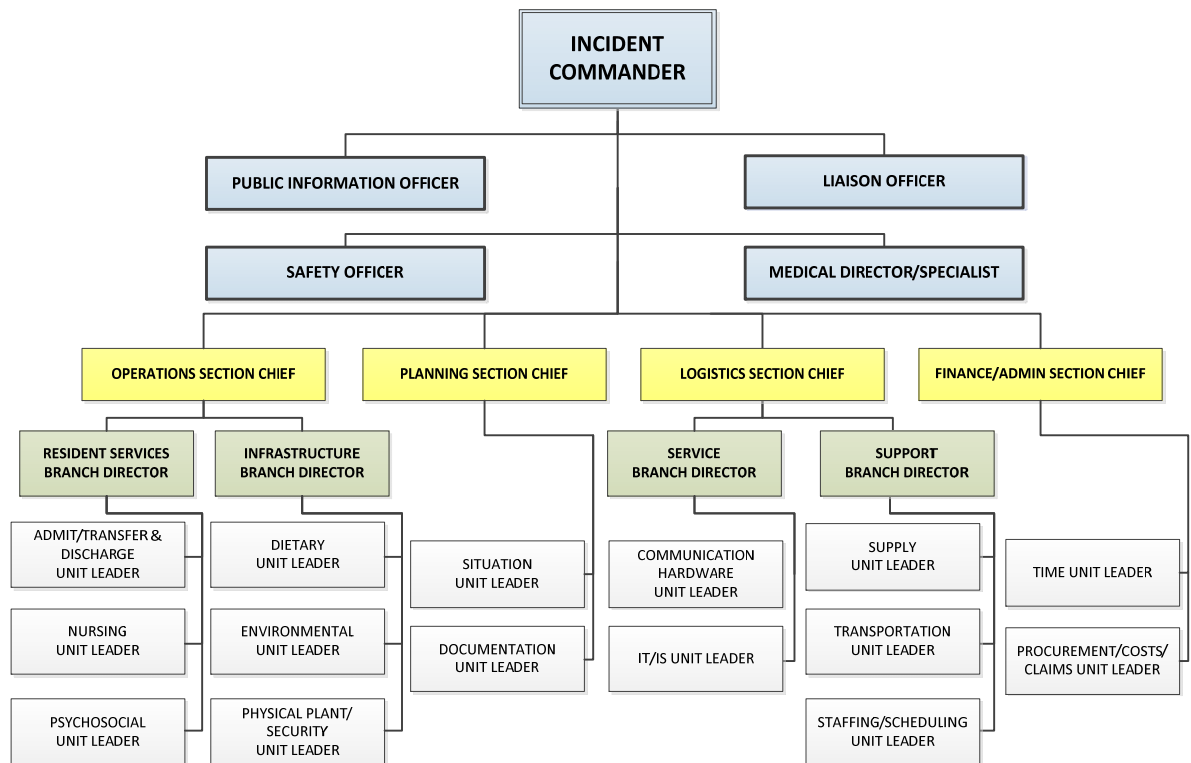 INCIDENT
COMMANDER
PUBLIC INFORMATION OFFICER
LIAISON OFFICER
SAFETY OFFICER
MEDICAL DIRECTOR/SPECIALIST
OPERATIONS SECTION CHIEF
PLANNING SECTION CHIEF
LOGISTICS SECTION CHIEF
FINANCE/ADMIN SECTION CHIEF
RESIDENT SERVICES
BRANCH DIRECTOR
INFRASTRUCTURE
BRANCH DIRECTOR
SERVICE
BRANCH DIRECTOR
SUPPORT
BRANCH DIRECTOR
ADMIT/TRANSFER &
DISCHARGE
UNIT LEADER
DIETARY
UNIT LEADER
SITUATION
UNIT LEADER
COMMUNICATION
HARDWARE
UNIT LEADER
SUPPLY
UNIT LEADER
TIME UNIT LEADER
NURSING
UNIT LEADER
ENVIRONMENTAL
UNIT LEADER
DOCUMENTATION
UNIT LEADER
IT/IS UNIT LEADER
TRANSPORTATION
UNIT LEADER
PROCUREMENT/COSTS/
CLAIMS UNIT LEADER
PSYCHOSOCIAL
UNIT LEADER
PHYSICAL PLANT/
SECURITY
UNIT LEADER
STAFFING/SCHEDULING
UNIT LEADER